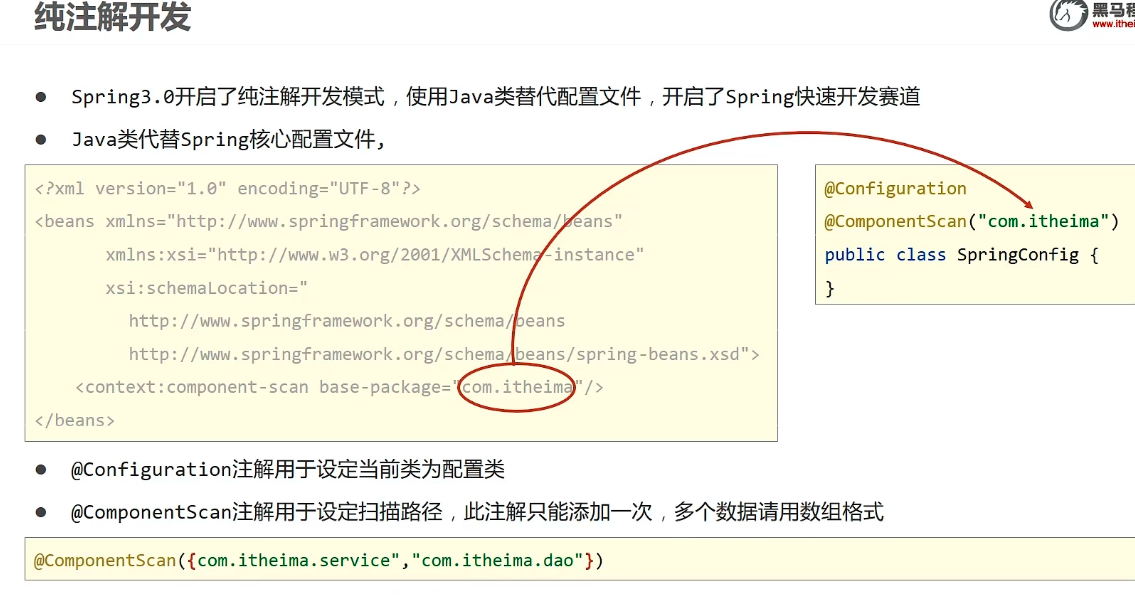 纯注解开发
黑马程
www.ithei
Spring3.0开启了纯注解开发模式，使用Java类替代配置文件，开启了Spring快速开发赛道
Java类代替Spring核心配置文件,
<?xml version="1.0" encoding="UTF-8"?>
<beans xmlns="http://www.springframework.org/schema/beans"
xmlns:xsi="http://www.w3.org/2001/XMLSchema-instance"
xsi:schemaLocation="
http://www.springframework.org/schema/beans
http://www.springframework.org/schema/beans/spring-beans.xsd">
<context:component-scan base-package="com.itheima"/>
</beans>
@Configuration
@ComponentScan("com.itheima")
public class SpringConfig {
}
@Configuration注解用于设定当前类为配置类
@ComponentScan注解用于设定扫描路径，此注解只能添加一次，多个数据请用数组格式
@ComponentScan({com.itheima.service","com.itheima.dao"})